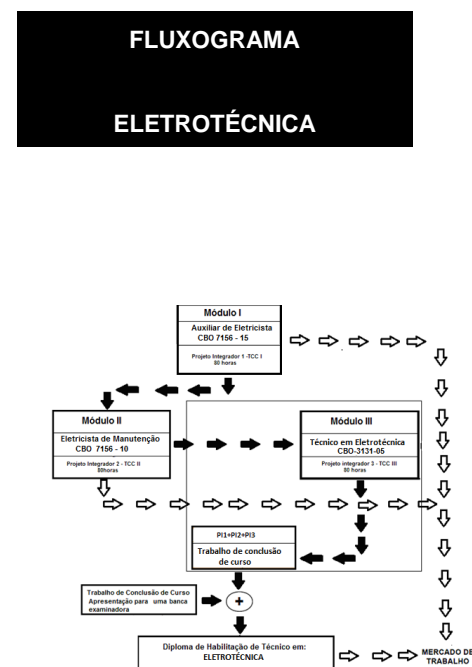 FLUXOGRAMA
ELETROTÉCNICA
Módulo I
Auxiliar de Eletricista
CBO 7156 - 15
Projeto Integrador 1 -TCC I
80 horas
Módulo II
Eletricista de Manutenção
CBO 7156 - 10
Projeto Integrador 2 - TCC II
80horas
Módulo III
Técnico em Eletrotécnica
CBO-3131-05
Projeto integrador 3 - TCC III
80 horas
PI1+PI2+PI3
Trabalho de conclusão
de curso
Trabalho de Conclusão de Curso
Apresentação para uma banca
examinadora
+
Diploma de Habilitação de Técnico em:
ELETROTÉCNICA
MERCADO DE
TRABALHO